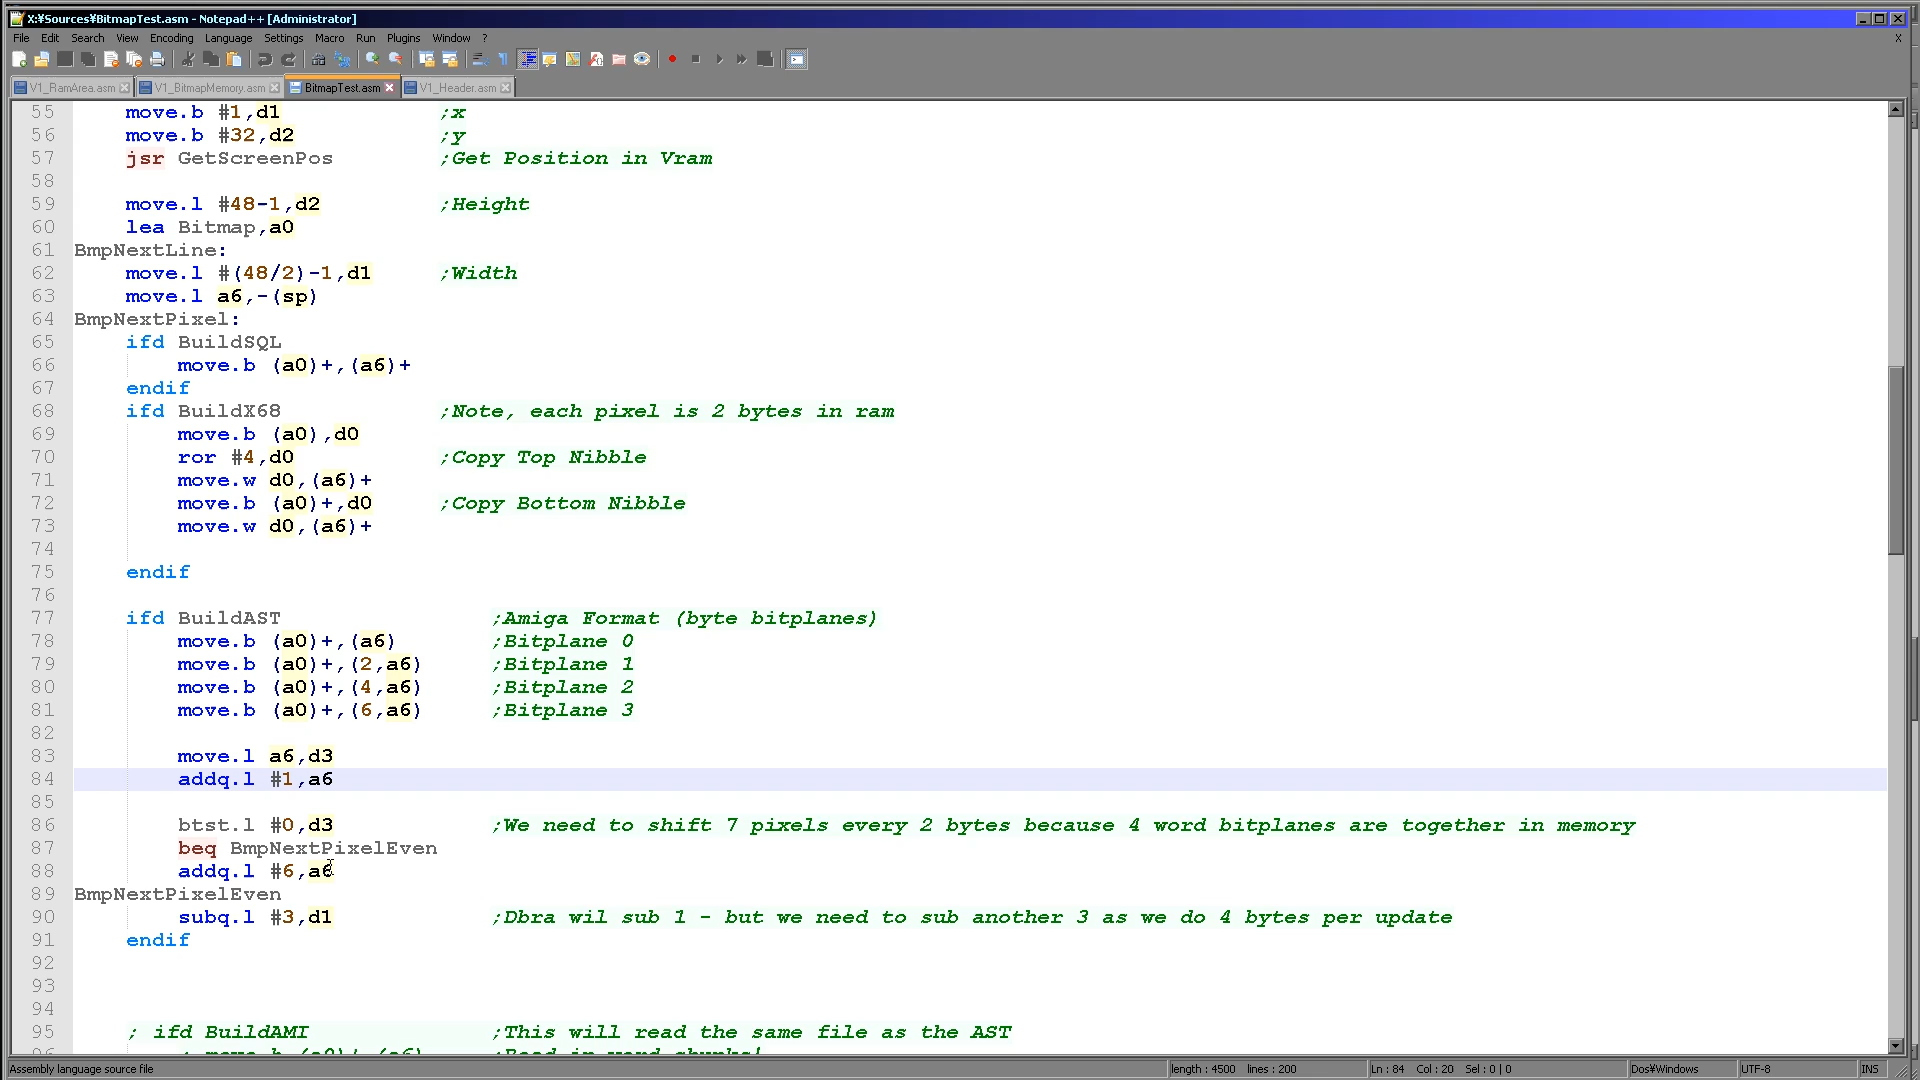 X:¥Sources¥BitmapTest.asm - Notepad++ [Administrator]
File Edit Search View Encoding Language Settings Macro Run Plugins Window ? X
V1_RamArea.asm V1_BitmapMemory.asm BitmapTest.asm V1_Header.asm
55 move.b #1,d1 ;x
56 move.b #32,d2 ;y
57 jsr GetScreenPos ;Get Position in Vram
58
59 move.l #48-1,d2 ;Height
60 lea Bitmap,a0
61 BmpNextLine:
62 move.l #(48/2)-1,d1 ;Width
63 move.l a6,-(sp)
64 BmpNextPixel:
65 ifd BuildSQL
66 move.b (a0)+,(a6)+
67 endif
68 ifd BuildX68 ;Note, each pixel is 2 bytes in ram
69 move.b (a0),d0
70 ror #4,d0 ;Copy Top Nibble
71 move.w d0,(a6)+
72 move.b (a0)+,d0 ;Copy Bottom Nibble
73 move.w d0,(a6)+
74
75 endif
76
77 ifd BuildAST ;Amiga Format (byte bitplanes)
78 move.b (a0)+,(a6) ;Bitplane 0
79 move.b (a0)+,(2,a6) ;Bitplane 1
80 move.b (a0)+,(4,a6) ;Bitplane 2
81 move.b (a0)+,(6,a6) ;Bitplane 3
82
83 move.l a6,d3
84 addq.l #1,a6
85
86 btst.l #0,d3 ;We need to shift 7 pixels every 2 bytes because 4 word bitplanes are together in memory
87 beq BmpNextPixelEven
88 addq.l #6,a6
89 BmpNextPixelEven
90 subq.l #3,d1 ;Dbra wil sub 1 - but we need to sub another 3 as we do 4 bytes per update
91 endif
92
93
94
95 ; ifd BuildAMI ;This will read the same file as the AST
Assembly language source file length : 4500 lines : 200 Ln : 84 Col : 20 Sel : 0 | 0 Dos¥Windows UTF-8 INS